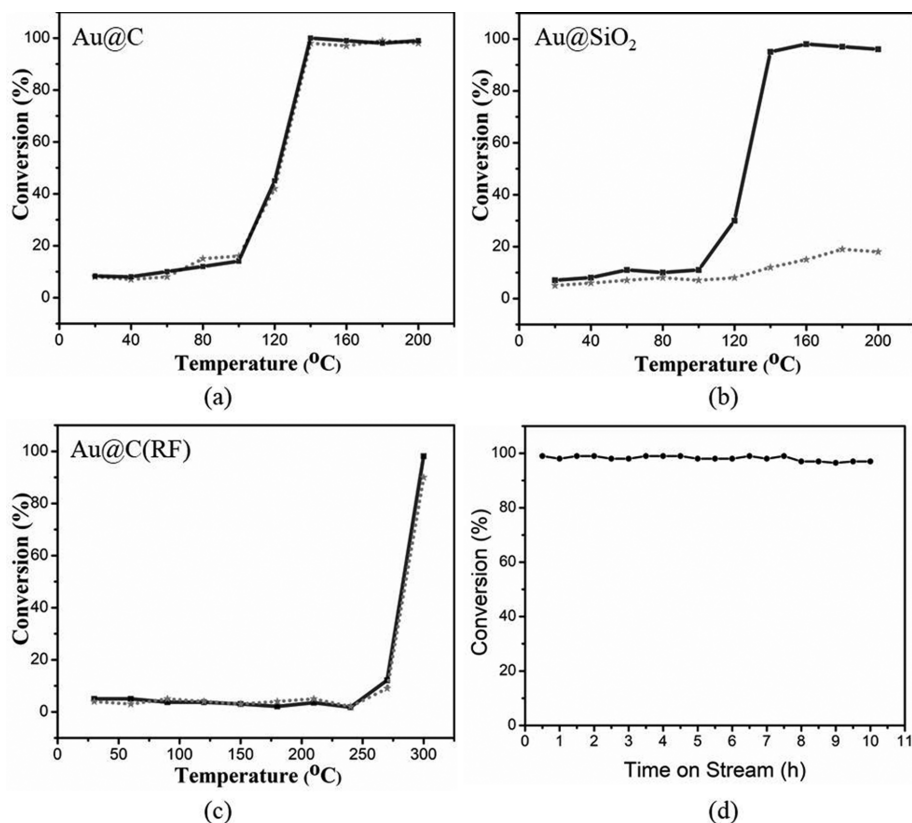 Au@C
100
80
60
40
20
0
Conversion (%)
0 40 80 120 160 200
Temperature (⁰C)
(a)
Au@SiO₂
100
80
60
40
20
0
Conversion (%)
0 40 80 120 160 200
Temperature (⁰C)
(b)
Au@C(RF)
100
80
60
40
20
0
Conversion (%)
0 50 100 150 200 250 300
Temperature (⁰C)
(c)
100
80
60
40
20
0
Conversion (%)
0 1 2 3 4 5 6 7 8 9 10 11
Time on Stream (h)
(d)